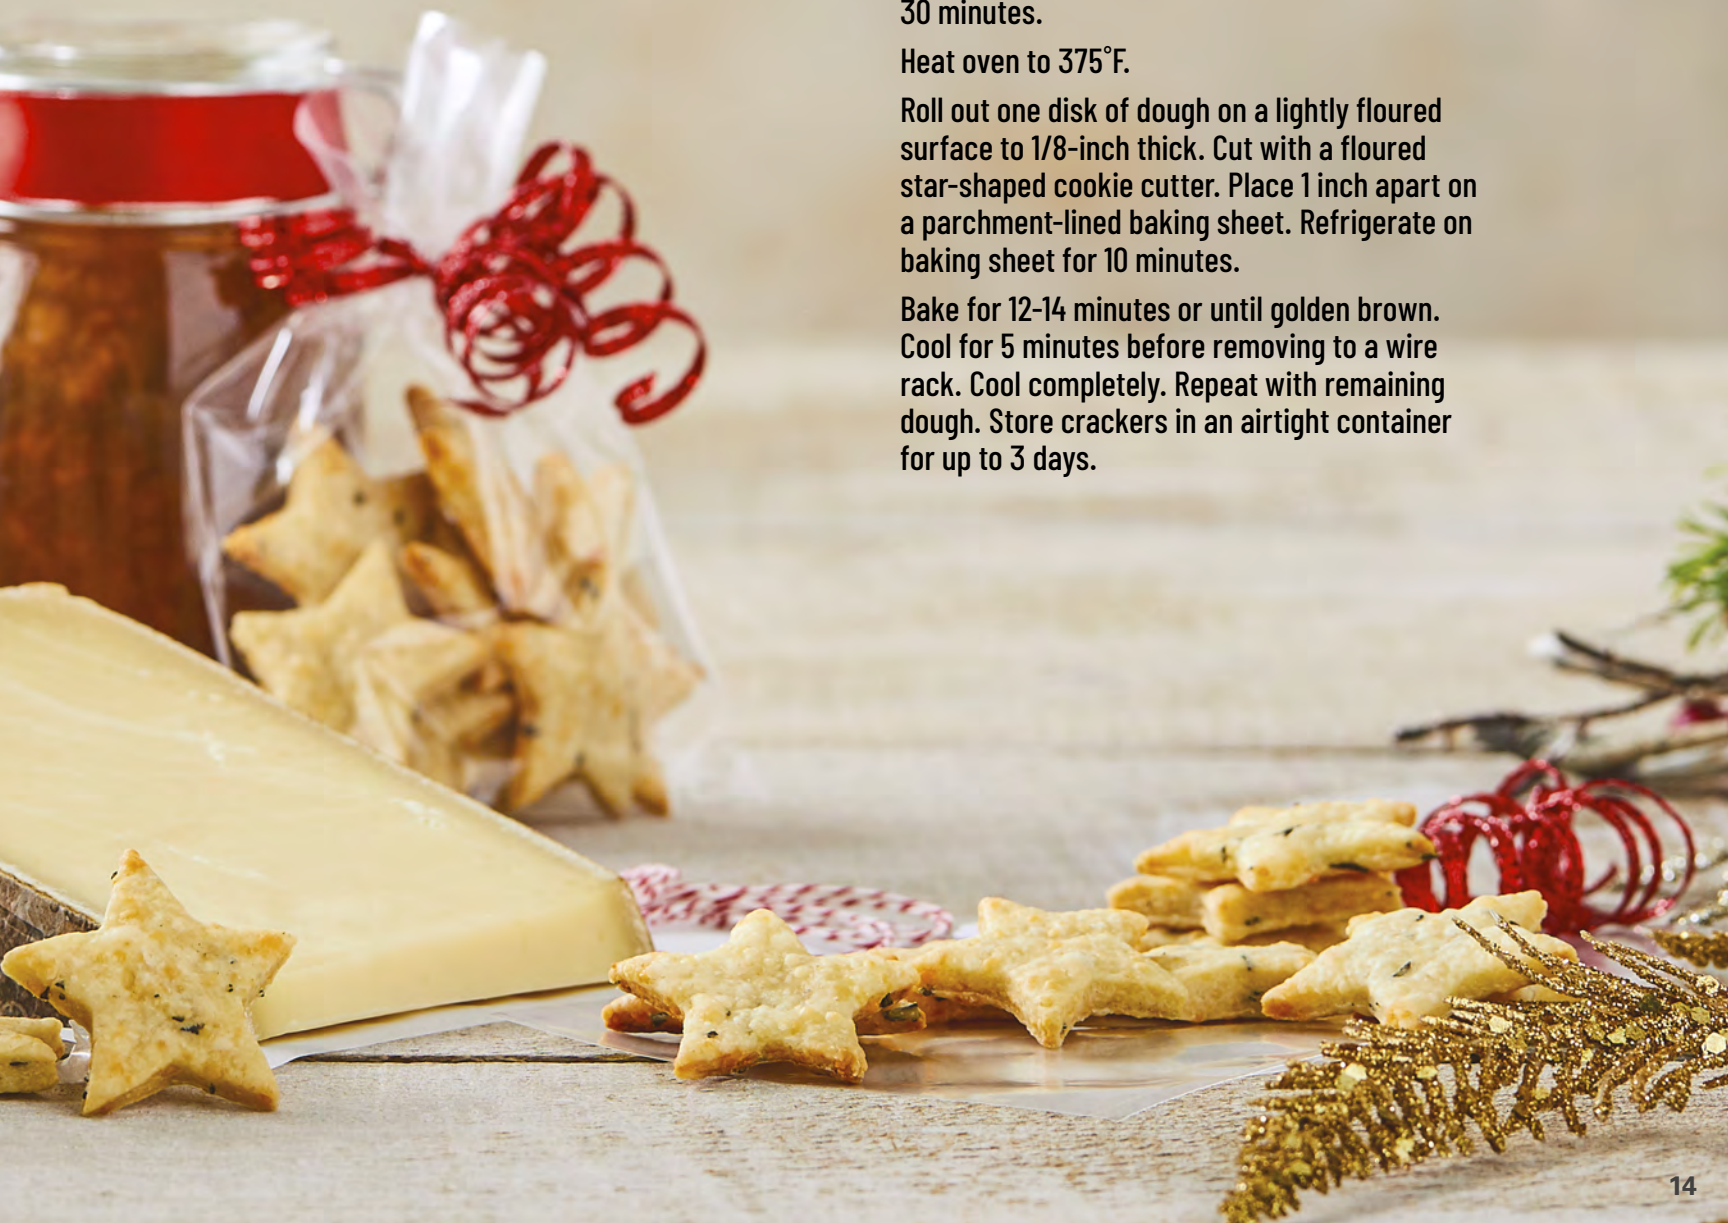 30 minutes.
Heat oven to 375˚F.
Roll out one disk of dough on a lightly floured
surface to 1/8-inch thick. Cut with a floured
star-shaped cookie cutter. Place 1 inch apart on
a parchment-lined baking sheet. Refrigerate on
baking sheet for 10 minutes.
Bake for 12-14 minutes or until golden brown.
Cool for 5 minutes before removing to a wire
rack. Cool completely. Repeat with remaining
dough. Store crackers in an airtight container
for up to 3 days.
14